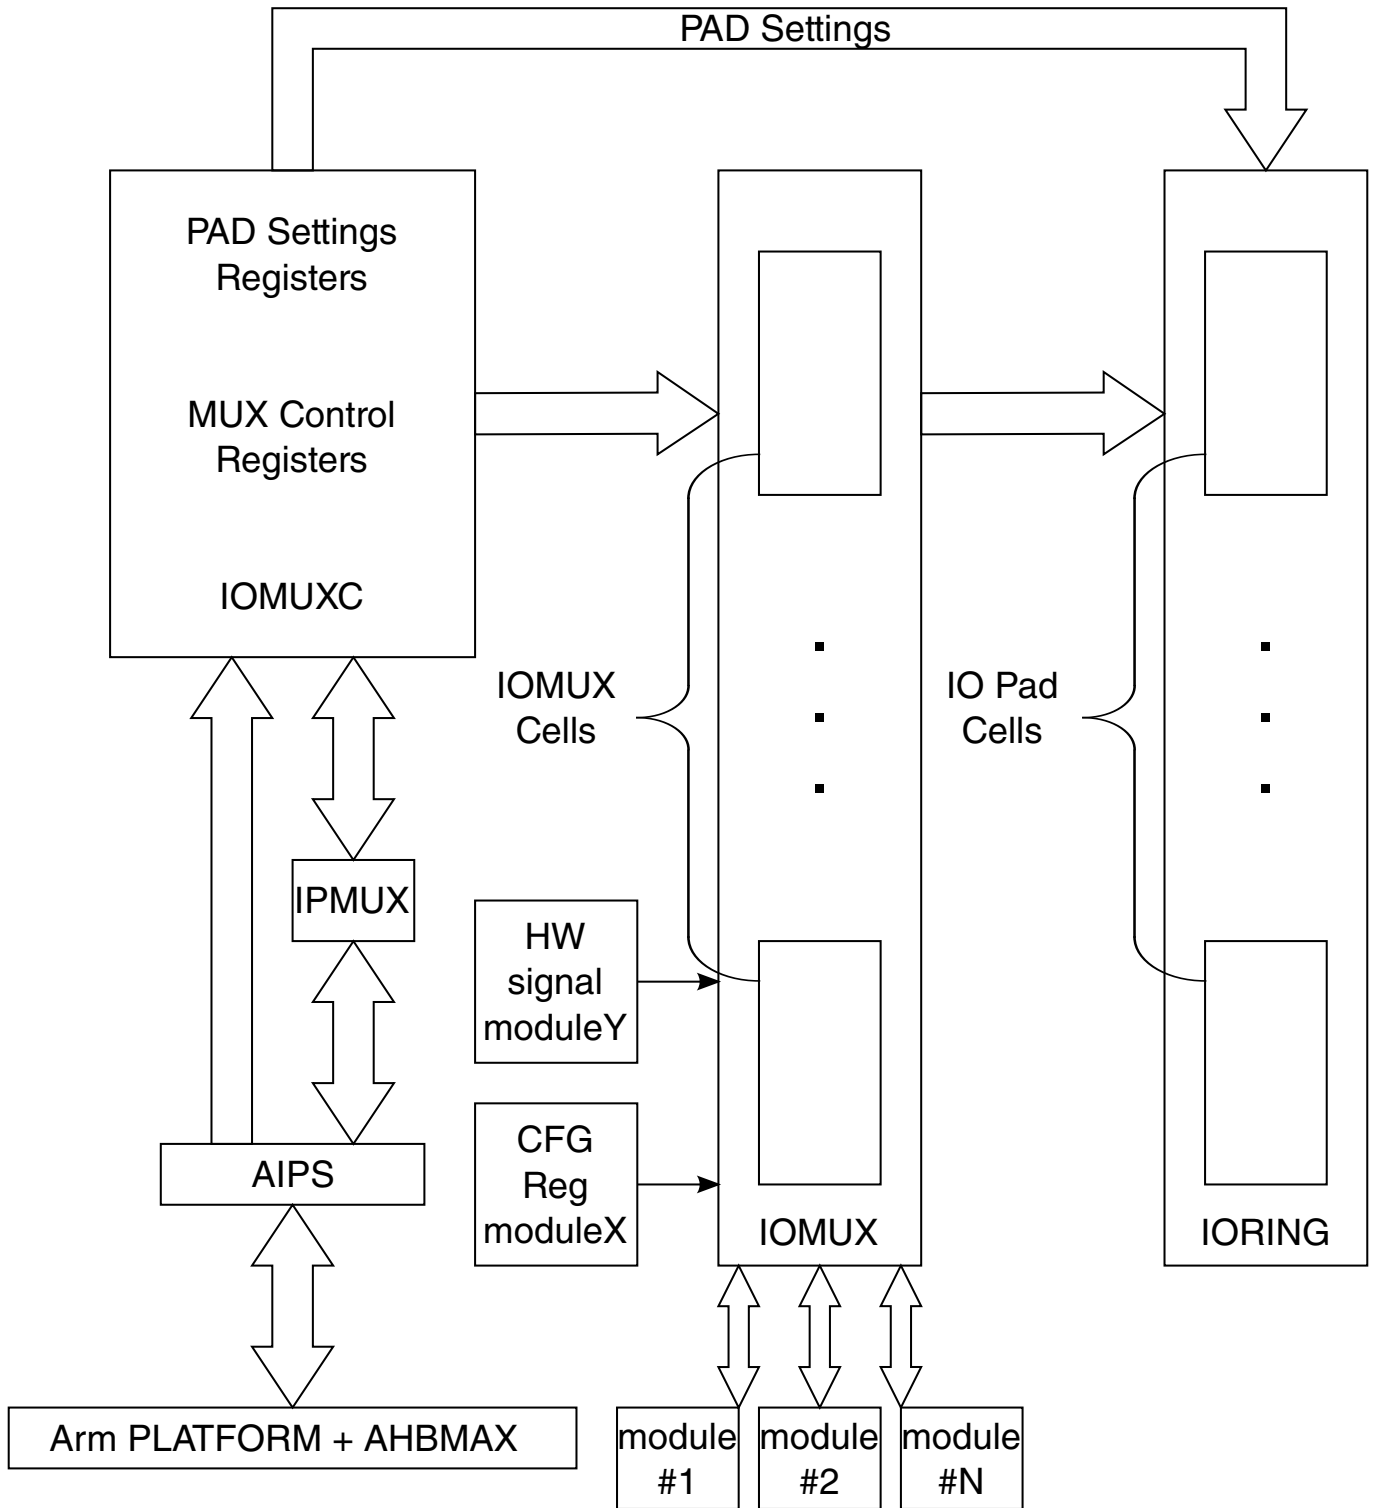 PAD Settings
PAD Settings
Registers
MUX Control
Registers
IOMUXC
IOMUX
Cells
IO Pad
Cells
IPMUX
HW
signal
moduleY
AIPS
CFG
Reg
moduleX
IOMUX
IORING
Arm PLATFORM + AHBMAX
module
#1
module
#2
module
#N